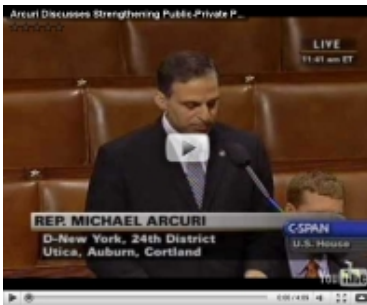 Arcuri Discusses Strengthening Public-Private P...
LIVE
11:41 am ET
REP. MICHAEL ARCURI
D-New York, 24th District
Utica, Auburn, Cortland
C-SPAN
U.S. House